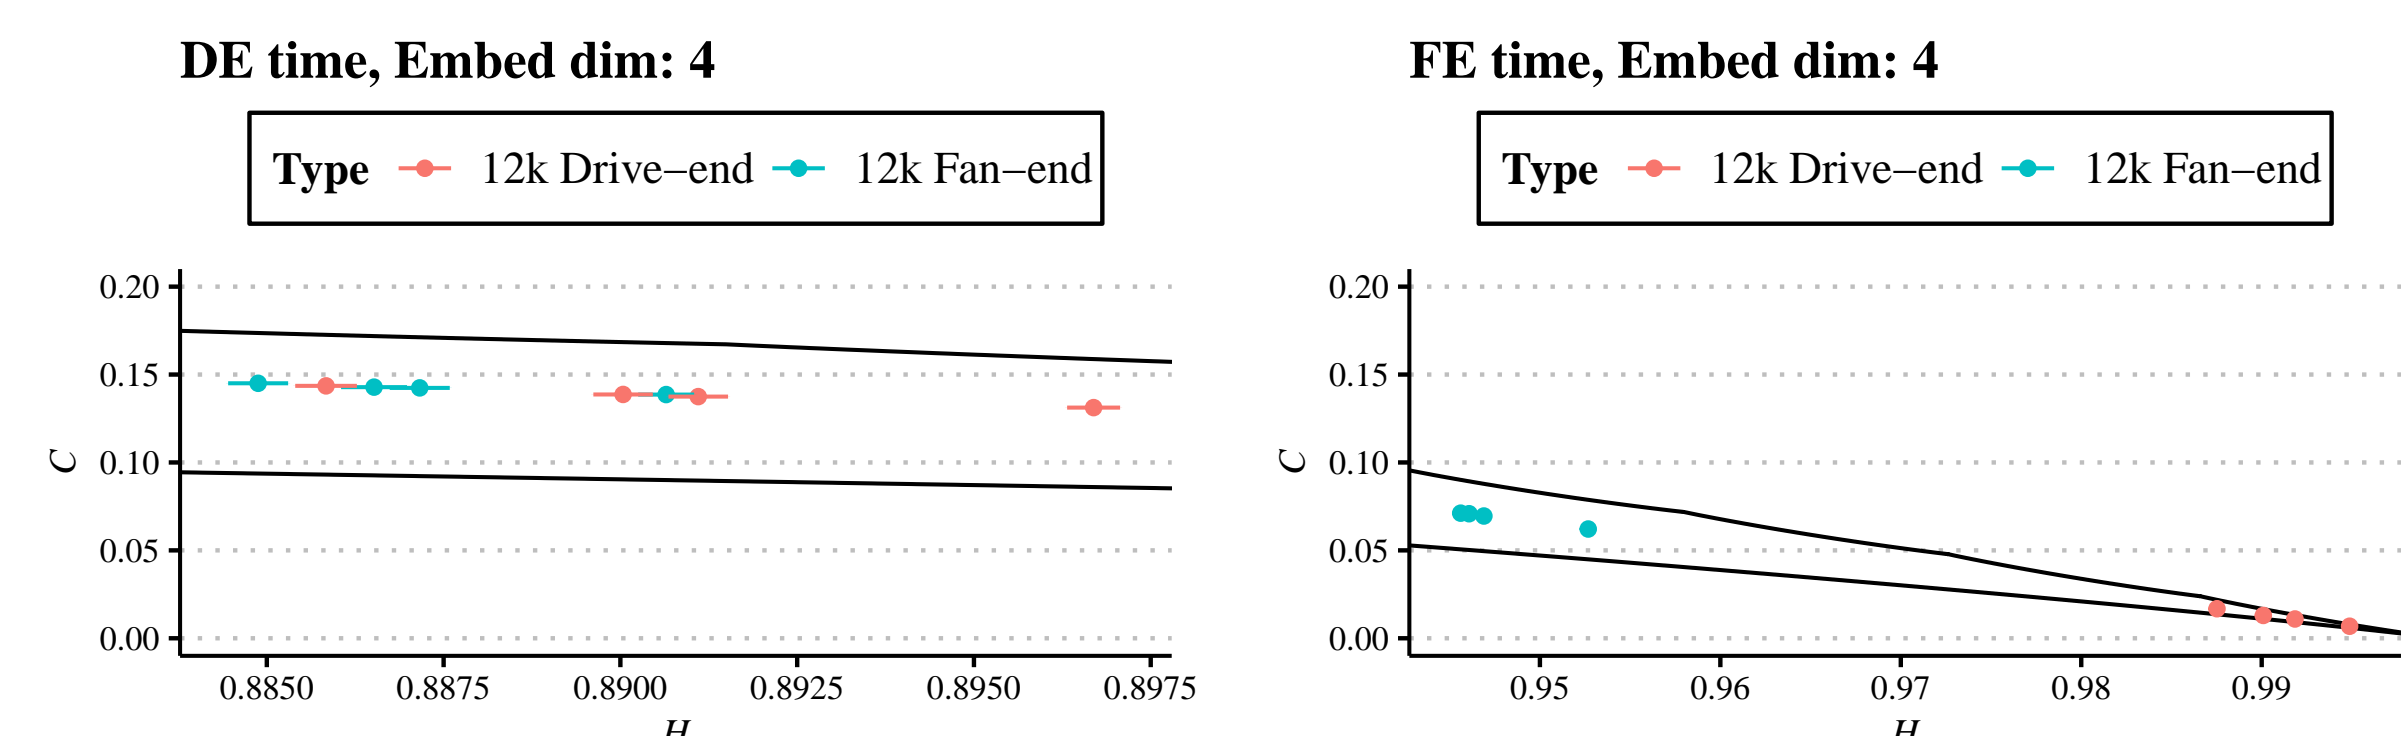 DE time, Embed dim: 4
Type 12k Drive−end 12k Fan−end
0.20
0.15
0.10
0.05
0.00
C
0.8850 0.8875 0.8900 0.8925 0.8950 0.8975
H
FE time, Embed dim: 4
Type 12k Drive−end 12k Fan−end
0.20
0.15
0.10
0.05
0.00
C
0.95 0.96 0.97 0.98 0.99
H